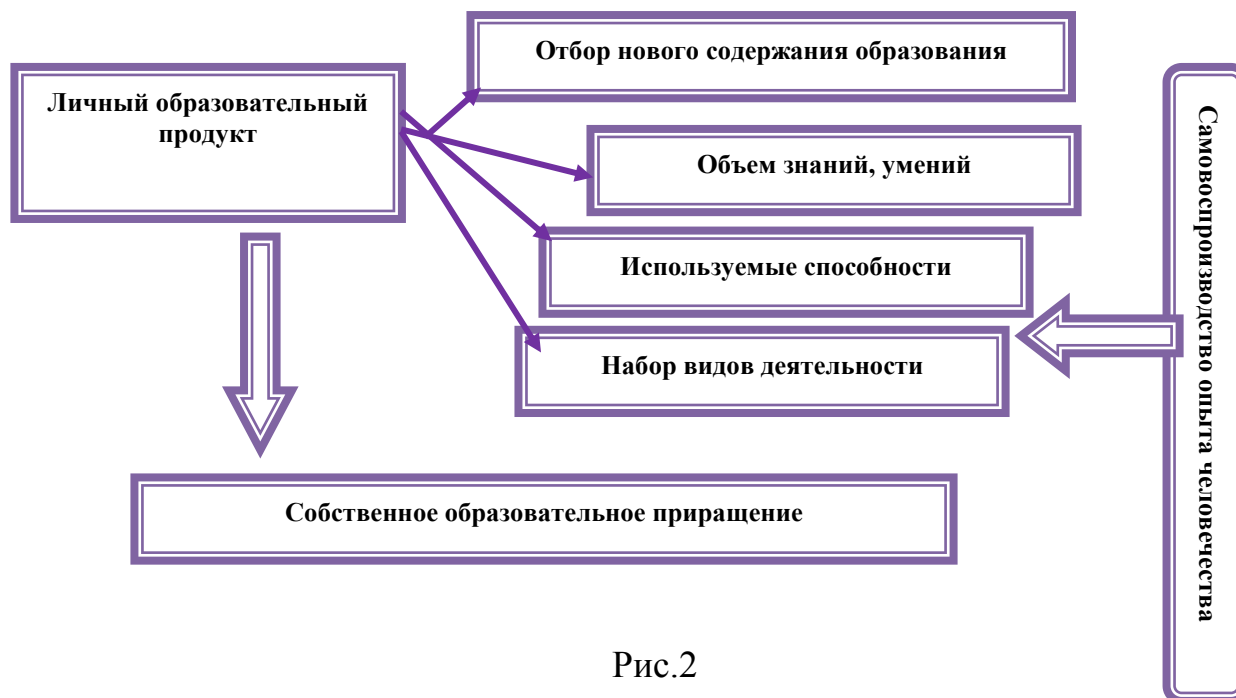 Отбор нового содержания образования
Личный образовательный
продукт
Объем знаний, умений
Используемые способности
Набор видов деятельности
Собственное образовательное приращение
Самовоспроизводство опыта человечества
Рис.2